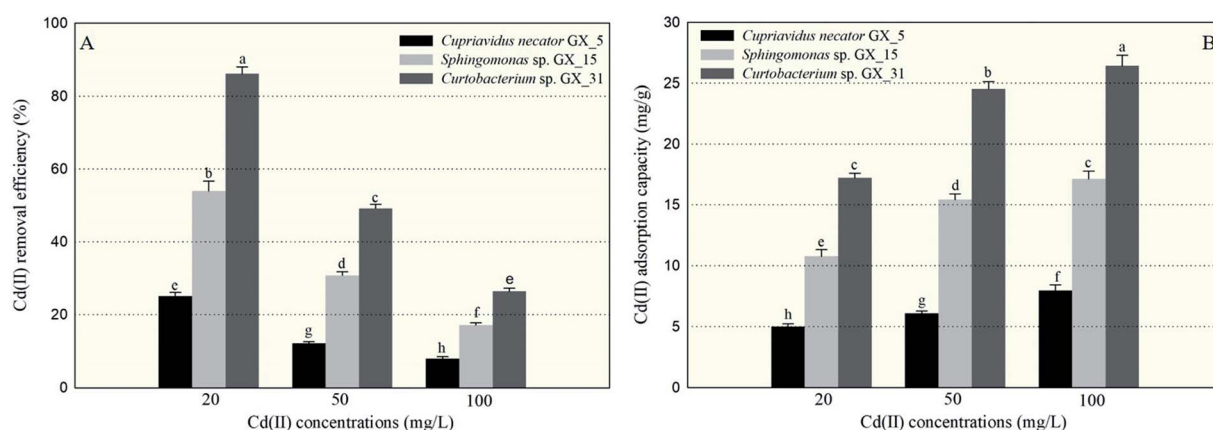 A
Cupriavidus necator GX_5
Sphingomonas sp. GX_15
Curtobacterium sp. GX_31
Cd(II) removal efficiency (%)
100
80
60
40
20
0
e
b
a
g
d
c
h
f
e
20
50
100
Cd(II) concentrations (mg/L)
B
Cupriavidus necator GX_5
Sphingomonas sp. GX_15
Curtobacterium sp. GX_31
Cd(II) adsorption capacity (mg/g)
30
25
20
15
10
5
0
h
e
c
g
d
b
f
c
a
20
50
100
Cd(II) concentrations (mg/L)